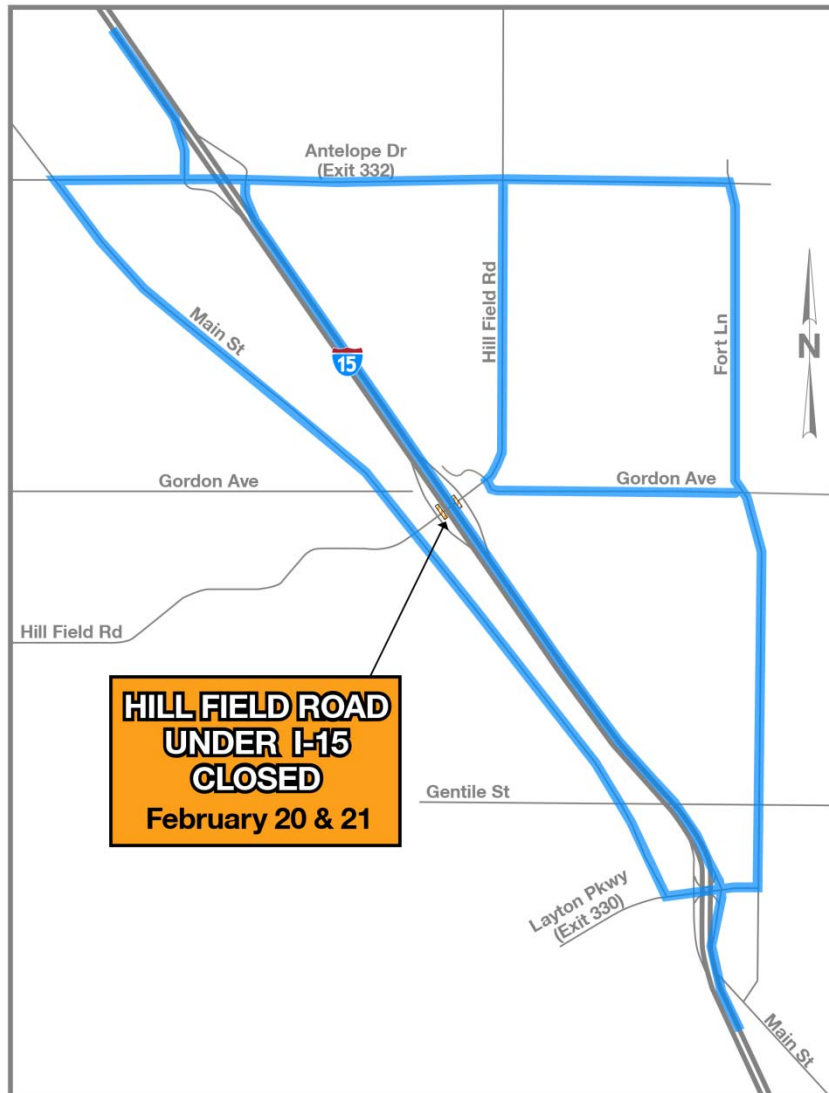 Antelope Dr
(Exit 332)
Main St
Hill Field Rd
Fort Ln
N
15
Gordon Ave
Gordon Ave
Hill Field Rd
HILL FIELD ROAD
UNDER I-15
CLOSED
February 20 & 21
Gentile St
Layton Pkwy
(Exit 330)
Main St